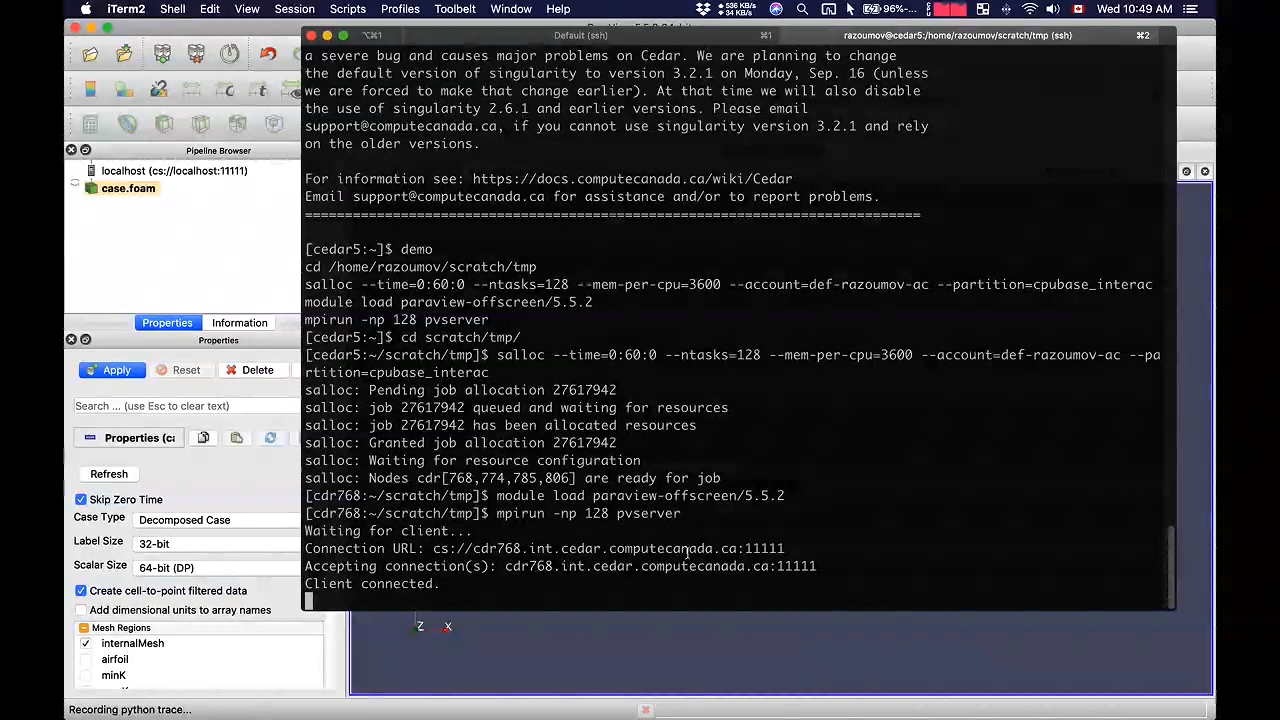 iTerm2 Shell Edit View Session Scripts Profiles Toolbelt Window Help 536 KB/s 34 KB/s 96% Wed 10:49 AM
Default (ssh) ⌘1 razoumov@cedar5:/home/razoumov/scratch/tmp (ssh) ⌘2
⌥⌘1
a severe bug and causes major problems on Cedar. We are planning to change
the default version of singularity to version 3.2.1 on Monday, Sep. 16 (unless
we are forced to make that change earlier). At that time we will also disable
the use of singularity 2.6.1 and earlier versions. Please email
support@computecanada.ca, if you cannot use singularity version 3.2.1 and rely
on the older versions.
For information see: https://docs.computecanada.ca/wiki/Cedar
Email support@computecanada.ca for assistance and/or to report problems.
=============================================================================
[cedar5:~]$ demo
cd /home/razoumov/scratch/tmp
salloc --time=0:60:0 --ntasks=128 --mem-per-cpu=3600 --account=def-razoumov-ac --partition=cpubase_interac
module load paraview-offscreen/5.5.2
mpirun -np 128 pvserver
[cedar5:~]$ cd scratch/tmp/
[cedar5:~/scratch/tmp]$ salloc --time=0:60:0 --ntasks=128 --mem-per-cpu=3600 --account=def-razoumov-ac --pa
rtition=cpubase_interac
salloc: Pending job allocation 27617942
salloc: job 27617942 queued and waiting for resources
salloc: job 27617942 has been allocated resources
salloc: Granted job allocation 27617942
salloc: Waiting for resource configuration
salloc: Nodes cdr[768,774,785,806] are ready for job
[cdr768:~/scratch/tmp]$ module load paraview-offscreen/5.5.2
[cdr768:~/scratch/tmp]$ mpirun -np 128 pvserver
Waiting for client...
Connection URL: cs://cdr768.int.cedar.computecanada.ca:11111
Accepting connection(s): cdr768.int.cedar.computecanada.ca:11111
Client connected.
Pipeline Browser
localhost (cs://localhost:11111)
case.foam
Properties Information
Properties
Apply Reset Delete
Search ... (use Esc to clear text)
Properties (ca
Refresh
Skip Zero Time
Case Type Decomposed Case
Label Size 32-bit
Scalar Size 64-bit (DP)
Create cell-to-point filtered data
Add dimensional units to array names
Mesh Regions
internalMesh
airfoil
minK
Z X
Recording python trace...